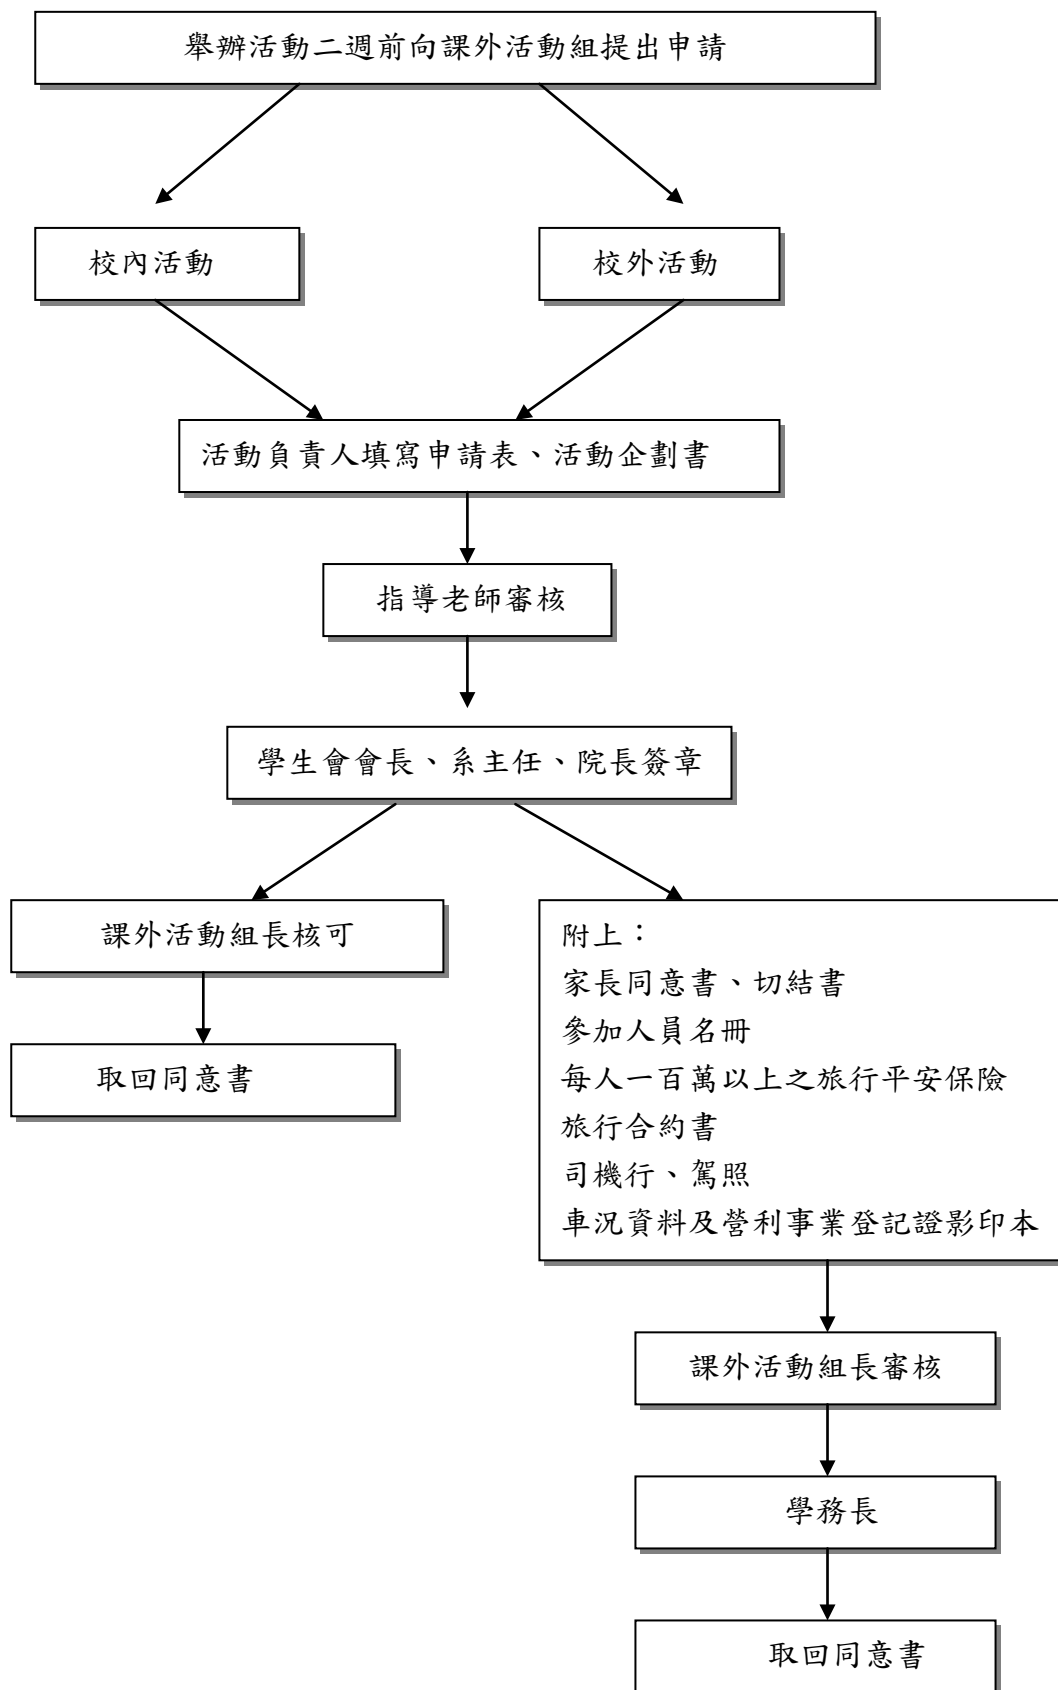 舉辦活動二週前向課外活動組提出申請
校內活動
校外活動
活動負責人填寫申請表、活動企劃書
指導老師審核
學生會會長、系主任、院長簽章
課外活動組長核可
取回同意書
附上：
家長同意書、切結書
參加人員名冊
每人一百萬以上之旅行平安保險
旅行合約書
司機行、駕照
車況資料及營利事業登記證影印本
課外活動組長審核
學務長
取回同意書